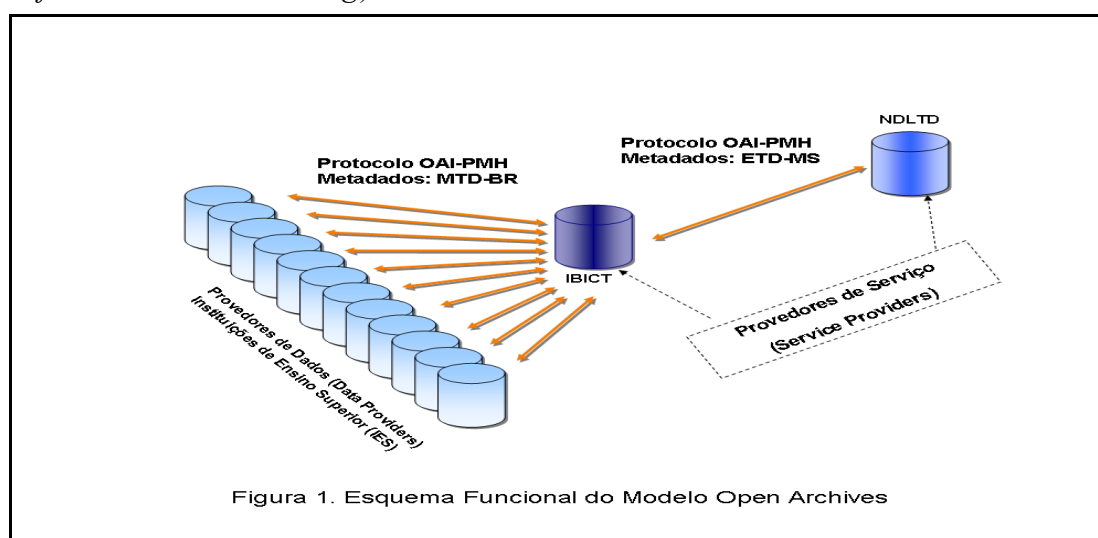 NDLTD
Protocolo OAI-PMH
Metadados: ETD-MS
Protocolo OAI-PMH
Metadados: MTD-BR
IBICT
Provedores de Serviço
(Service Providers)
Provedores de Dados (Data Providers)
Instituições de Ensino Superior (IES)
Figura 1. Esquema Funcional do Modelo Open Archives